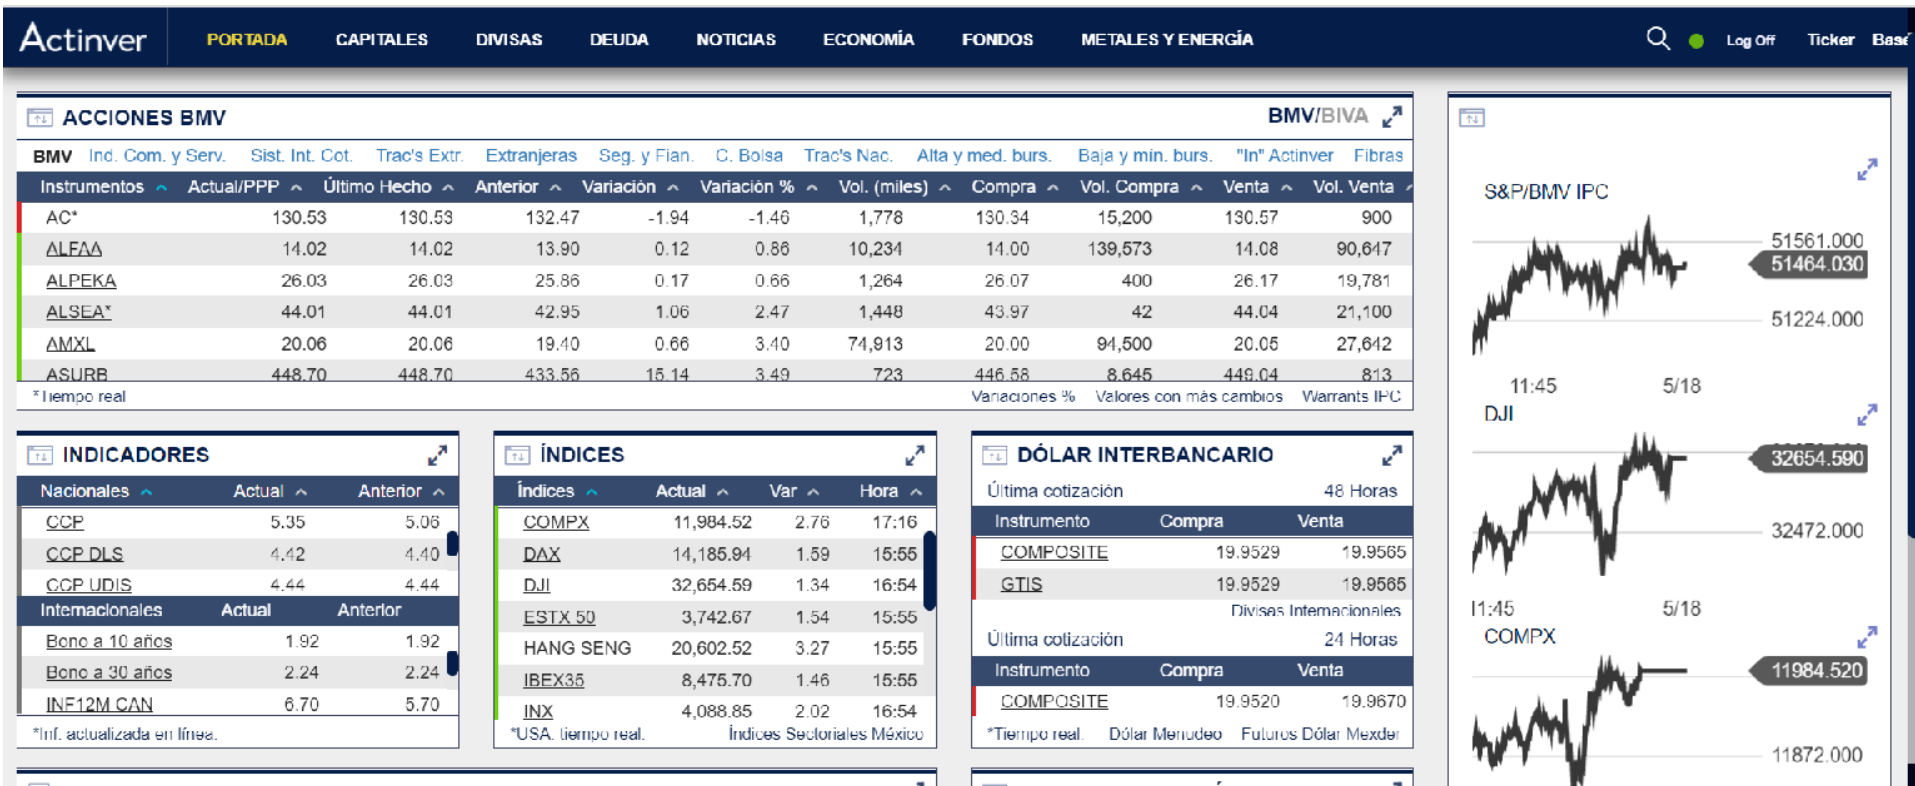 Actinver PORTADA CAPITALES DIVISAS DEUDA NOTICIAS ECONOMÍA FONDOS METALES Y ENERGÍA Log Off Ticker Base
ACCIONES BMV BMV/BIVA
BMV Ind. Com. y Serv. Sist. Int. Cot. Trac's Extr. Extranjeras Seg. y Fian. C. Bolsa Trac's Nac. Alta y med. burs. Baja y min. burs. "In" Actinver Fibras
Instrumentos Actual/PPP Último Hecho Anterior Variación Variación % Vol. (miles) Compra Vol. Compra Venta Vol. Venta
AC* 130.53 130.53 132.47 -1.94 -1.46 1,778 130.34 15,200 130.57 900
ALFAA 14.02 14.02 13.90 0.12 0.86 10,234 14.00 139,573 14.08 90,647
ALPEKA 26.03 26.03 25.86 0.17 0.66 1,264 26.07 400 26.17 19,781
ALSEA* 44.01 44.01 42.95 1.06 2.47 1,448 43.97 42 44.04 21,100
AMXL 20.06 20.06 19.40 0.66 3.40 74,913 20.00 94,500 20.05 27,642
ASURB 448.70 448.70 433.56 15.14 3.49 723 446.58 8,645 449.04 813
*Tiempo real Variaciones % Valores con más cambios Warrants IPC
INDICADORES
Nacionales Actual Anterior
CCP 5.35 5.06
CCP DLS 4.42 4.40
CCP UDIS 4.44 4.44
Internacionales Actual Anterior
Bono a 10 años 1.92 1.92
Bono a 30 años 2.24 2.24
INF12M CAN 6.70 5.70
*Inf. actualizada en línea.
ÍNDICES
Índices Actual Var Hora
COMPX 11,984.52 2.76 17:16
DAX 14,185.94 1.59 15:55
DJI 32,654.59 1.34 16:54
ESTX 50 3,742.67 1.54 15:55
HANG SENG 20,602.52 3.27 15:55
IBEX35 8,475.70 1.46 15:55
INX 4,088.85 2.02 16:54
*USA. tiempo real. Índices Sectoriales México
DÓLAR INTERBANCARIO
Última cotización 48 Horas
Instrumento Compra Venta
COMPOSITE 19.9529 19.9565
GTIS 19.9529 19.9565
Divisas Internacionales
Última cotización 24 Horas
Instrumento Compra Venta
COMPOSITE 19.9520 19.9670
*Tiempo real. Dólar Menudeo Futuros Dólar Mexder
S&P/BMV IPC
51561.000
51464.030
51224.000
11:45 5/18
DJI
32654.590
32472.000
11:45 5/18
COMPX
11984.520
11872.000